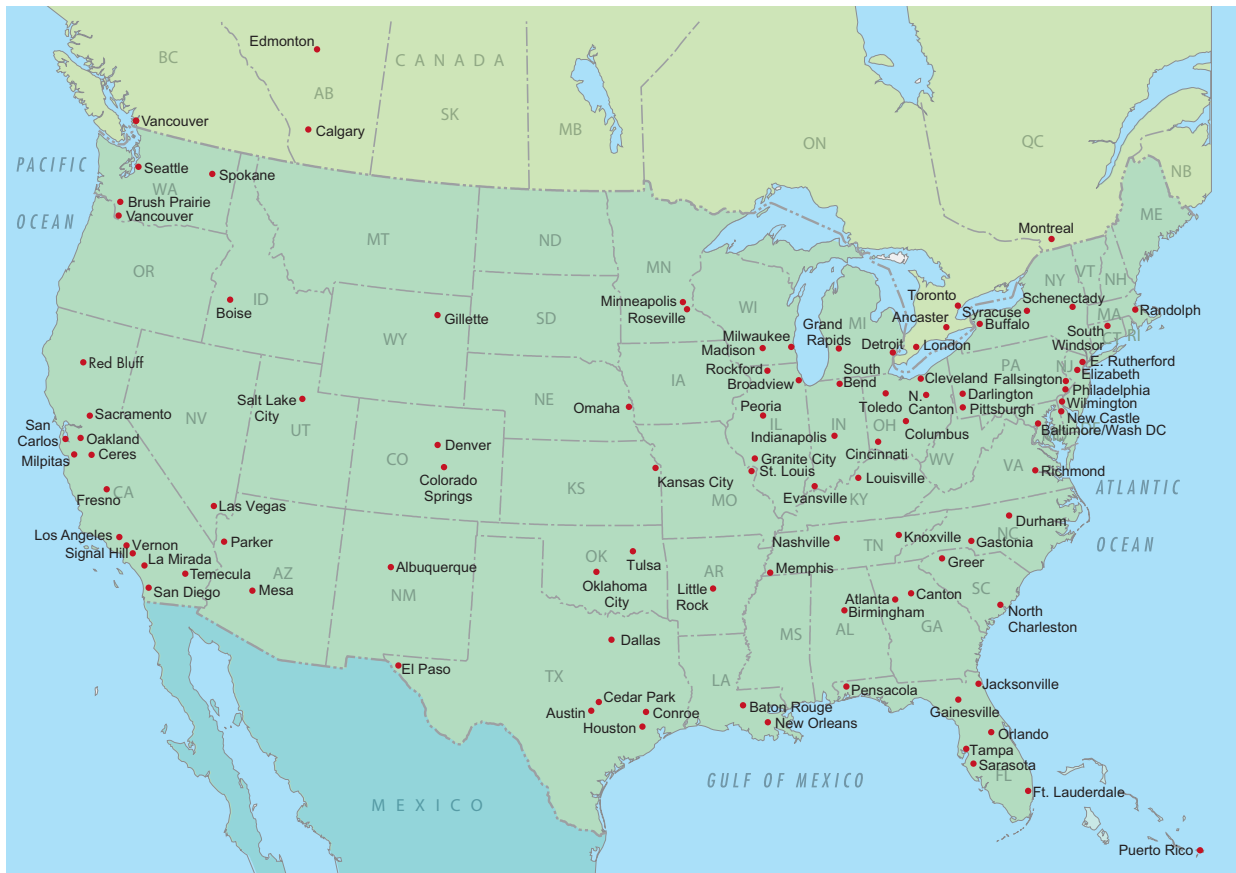 Edmonton
BC
CANADA
AB
SK
MB
ON
QC
NB
Vancouver
Calgary
PACIFIC
OCEAN
Seattle
Spokane
WA
Brush Prairie
Vancouver
MT
ND
MN
ME
Montreal
OR
ID
Boise
WY
Gillette
SD
Minneapolis
Roseville
WI
MI
Toronto
Ancaster
NY
VT
NH
Schenectady
Syracuse
Buffalo
Randolph
MA
South
Windsor
CT
RI
Milwaukee
Madison
Grand
Rapids
Detroit
London
Red Bluff
Rockford
Broadview
South
Bend
Cleveland
PA
NJ
E. Rutherford
Elizabeth
Fallsington
Philadelphia
NV
Salt Lake
City
UT
NE
IA
Omaha
Peoria
IL
IN
Toledo
N.
Canton
Darlington
Pittsburgh
Wilmington
New Castle
Baltimore/Wash DC
Sacramento
San
Carlos
Oakland
Milpitas
Ceres
Denver
CO
Colorado
Springs
KS
Kansas City
MO
Indianapolis
OH
Columbus
Cincinnati
Granite City
St. Louis
Evansville
Louisville
KY
WV
VA
Richmond
ATLANTIC
OCEAN
Fresno
CA
Las Vegas
Los Angeles
Vernon
Signal Hill
La Mirada
Temecula
San Diego
Parker
AZ
Mesa
Albuquerque
NM
OK
Tulsa
Oklahoma
City
AR
Little
Rock
Nashville
TN
Knoxville
Memphis
Durham
NC
Gastonia
Greer
SC
North
Charleston
Atlanta
Canton
Birmingham
MS
AL
GA
El Paso
TX
Dallas
LA
Cedar Park
Austin
Conroe
Houston
Baton Rouge
New Orleans
Pensacola
Jacksonville
Gainesville
Orlando
Tampa
Sarasota
FL
Ft. Lauderdale
GULF OF MEXICO
MEXICO
Puerto Rico